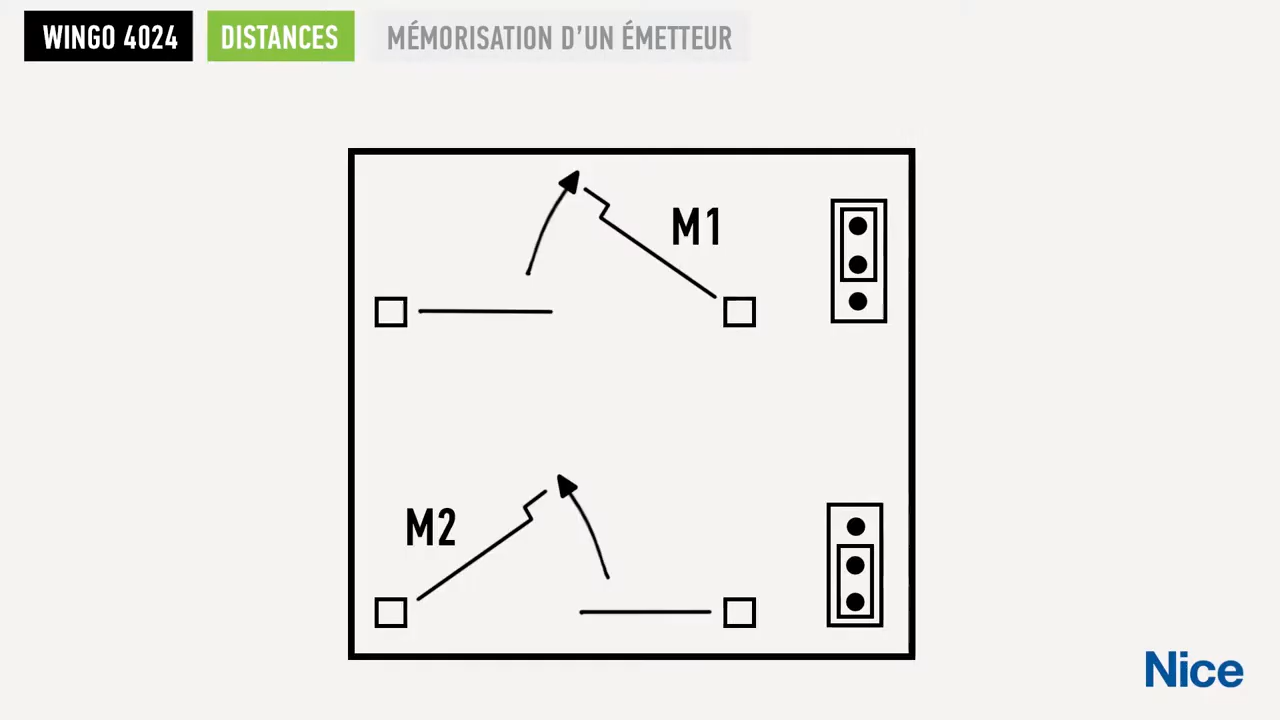 WINGO 4024
DISTANCES
MÉMORISATION D'UN ÉMETTEUR
M1
M2
Nice